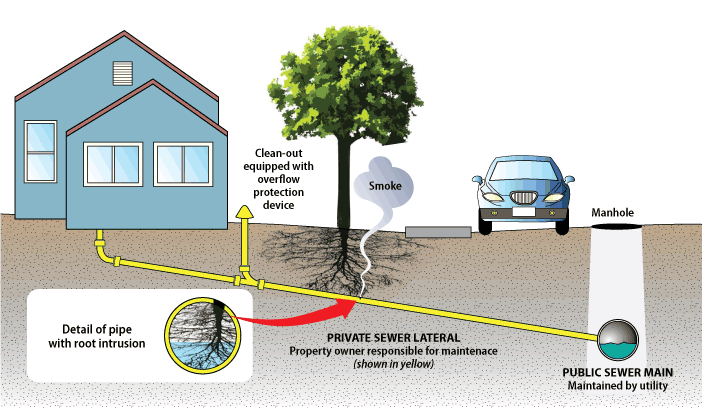 Clean-out
equipped with
overflow
protection
device
Smoke
Manhole
Detail of pipe
with root intrusion
PRIVATE SEWER LATERAL
Property owner responsible for maintenace
(shown in yellow)
PUBLIC SEWER MAIN
Maintained by utility